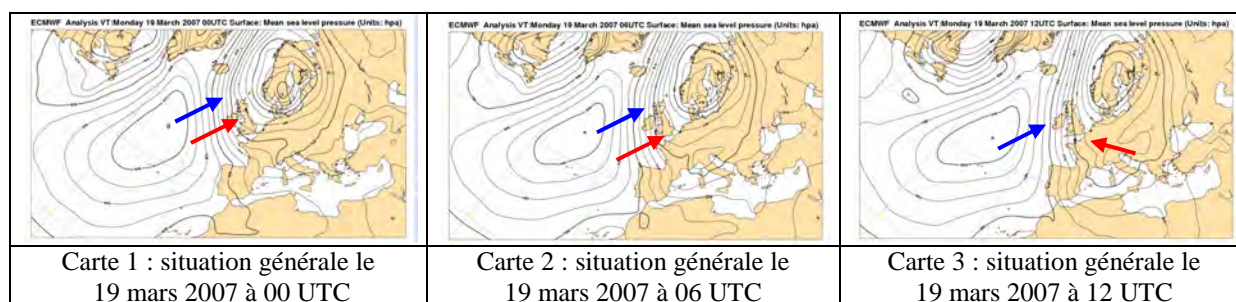 ECMWF Analysis VT:Monday 19 March 2007 00UTC Surface: Mean sea level pressure (Units: hpa)
ECMWF Analysis VT:Monday 19 March 2007 06UTC Surface: Mean sea level pressure (Units: hpa)
ECMWF Analysis VT:Monday 19 March 2007 12UTC Surface: Mean sea level pressure (Units: hpa)
Carte 1 : situation générale le
19 mars 2007 à 00 UTC
Carte 2 : situation générale le
19 mars 2007 à 06 UTC
Carte 3 : situation générale le
19 mars 2007 à 12 UTC